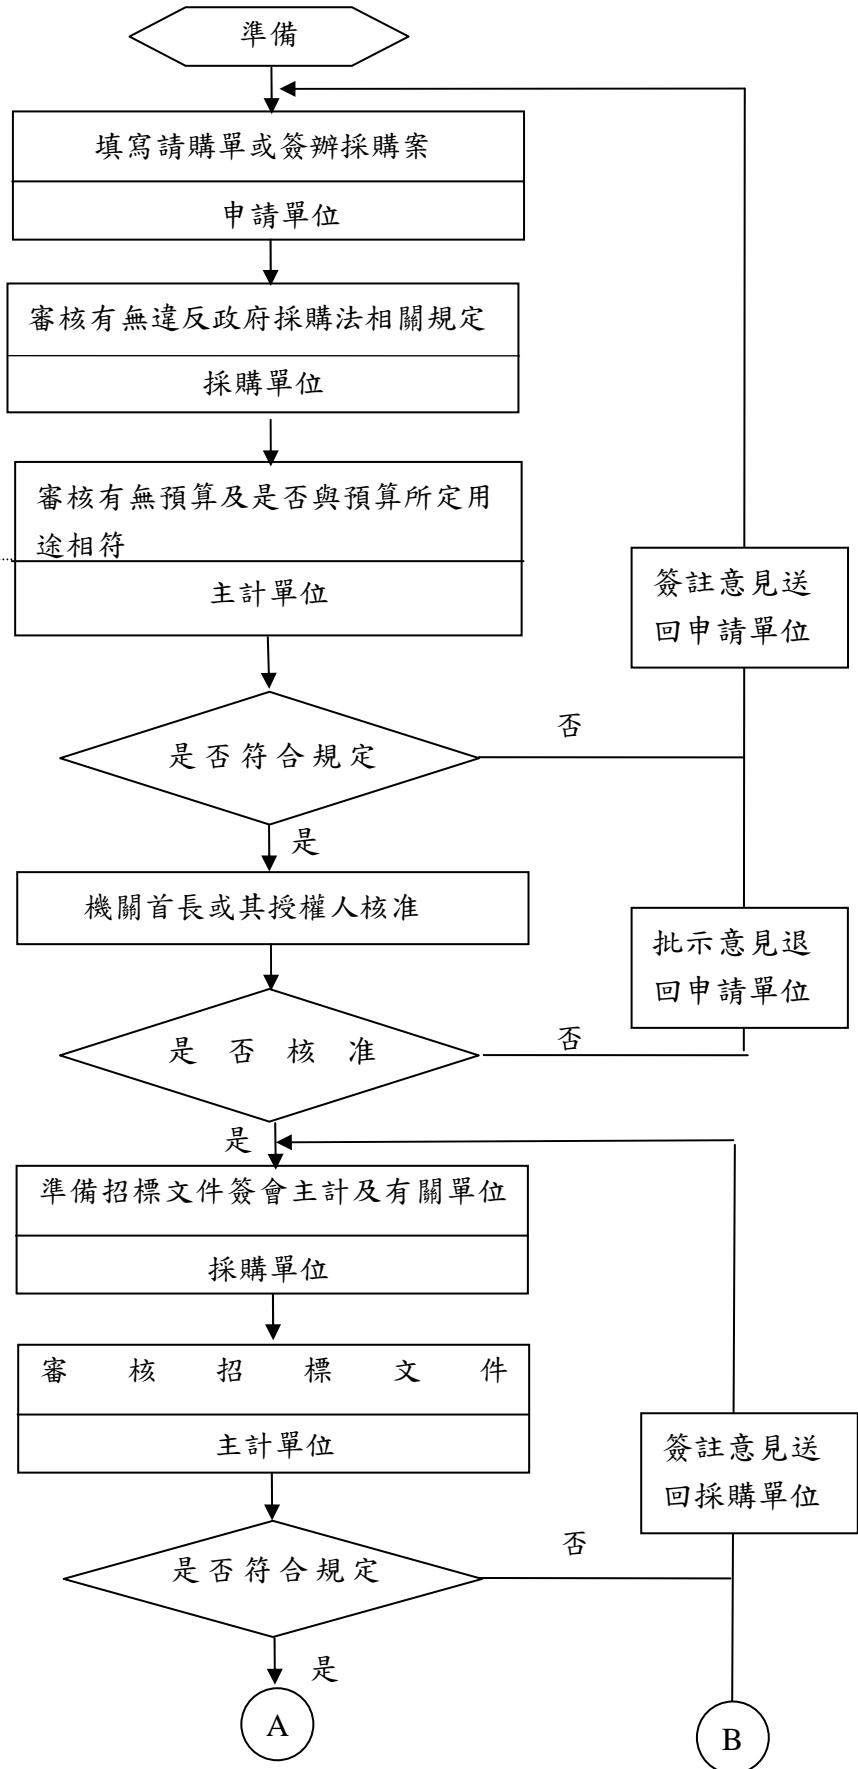 準備
填寫請購單或簽辦採購案
申請單位
審核有無違反政府採購法相關規定
採購單位
審核有無預算及是否與預算所定用
途相符
主計單位
簽註意見送
回申請單位
是否符合規定
否
是
機關首長或其授權人核准
批示意見退
回申請單位
是否核准
否
是
準備招標文件簽會主計及有關單位
採購單位
審核招標文件
主計單位
簽註意見送
回採購單位
是否符合規定
否
是
A
B